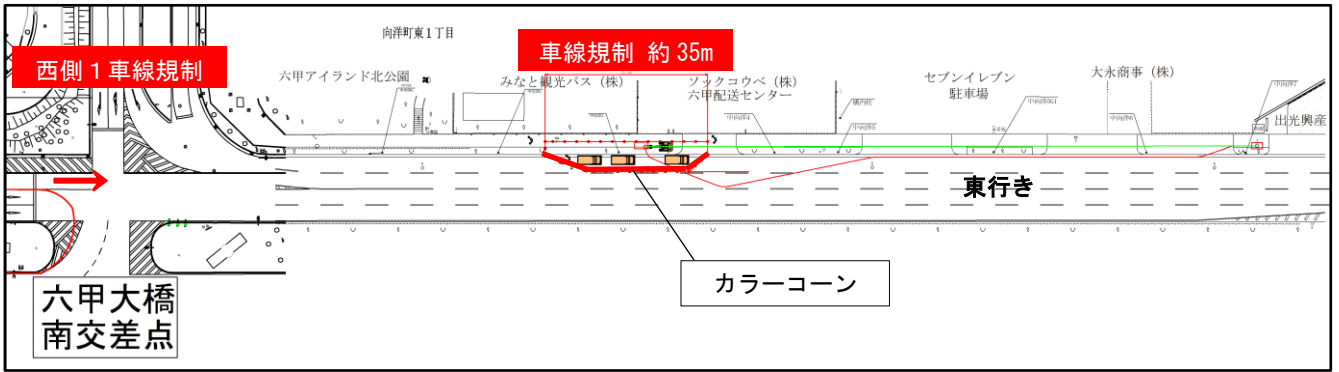 向洋町東1丁目
西側1車線規制
車線規制 約35m
六甲アイランド北公園
みなと観光バス (株)
ソックコウベ (株)
六甲配送センター
セブンイレブン
駐車場
大永商事 (株)
出光興産
東行き
カラーコーン
六甲大橋
南交差点